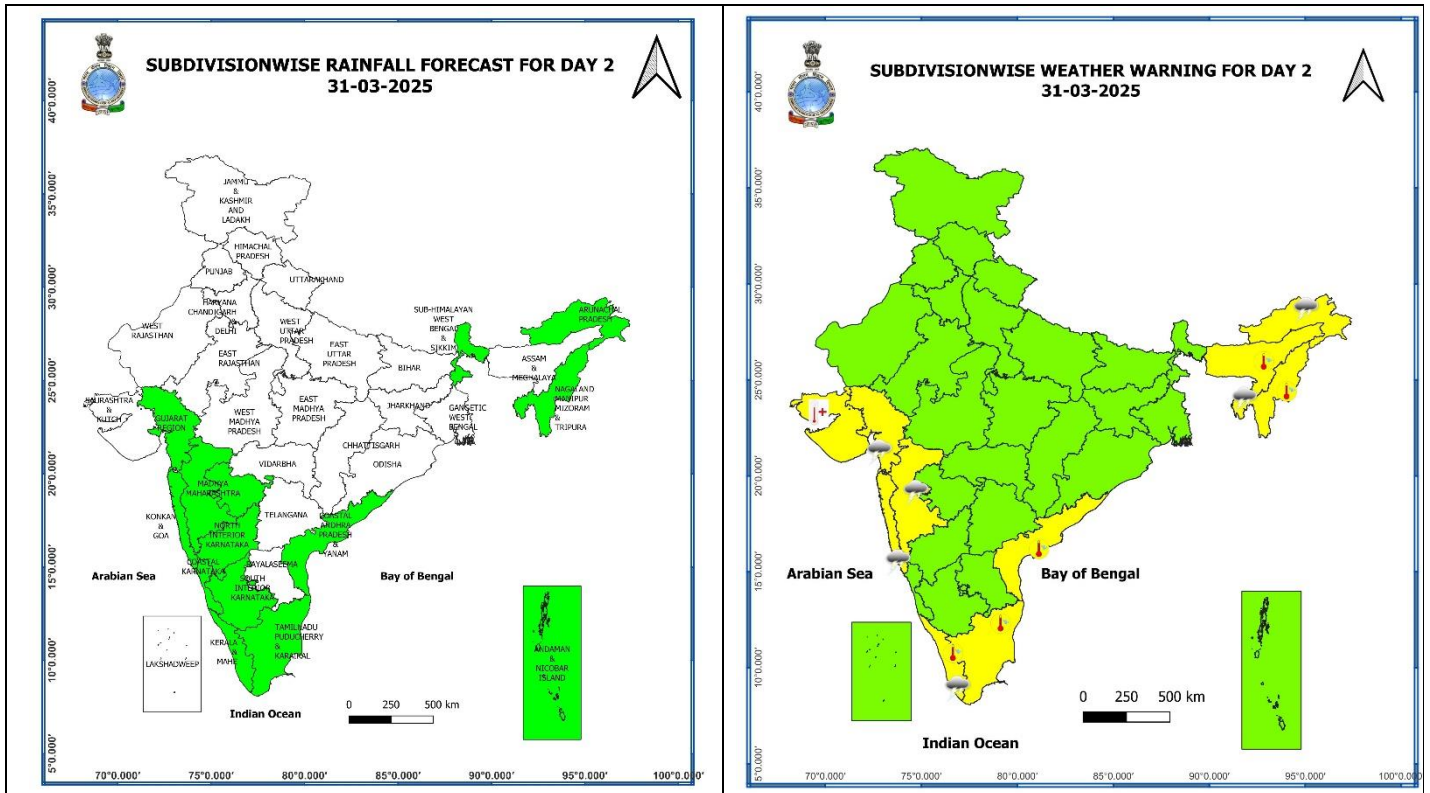 SUBDIVISIONWISE RAINFALL FORECAST FOR DAY 2
31-03-2025
40°0.000'
35°0.000'
30°0.000'
25°0.000'
20°0.000'
15°0.000'
10°0.000'
5°0.000'
JAMMU
&
KASHMIR
AND
LADAKH
HIMACHAL
PRADESH
PUNJAB
UTTARAKHAND
HARYANA
CHANDIGARH
&
DELHI
WEST
RAJASTHAN
WEST
UTTAR
PRADESH
EAST
UTTAR
PRADESH
EAST
RAJASTHAN
SUB-HIMALAYAN
WEST
BENGAL
&
SIKKIM
ARUNACHAL
PRADESH
ASSAM
&
MEGHALAYA
BIHAR
NAGALAND
MANIPUR
MIZORAM
&
TRIPURA
SAURASHTRA
&
KUTCH
GUJARAT
REGION
WEST
MADHYA
PRADESH
EAST
MADHYA
PRADESH
JHARKHAND
GANGETIC
WEST
BENGAL
CHHATTISGARH
ODISHA
VIDARBHA
MADHYA
MAHARASHTRA
TELANGANA
KONKAN
&
GOA
NORTH
INTERIOR
KARNATAKA
COASTAL
ANDHRA
PRADESH
&
YANAM
COASTAL
KARNATAKA
RAYALASEEMA
SOUTH
INTERIOR
KARNATAKA
Arabian Sea
Bay of Bengal
TAMILNADU
PUDUCHERRY
&
KARAIKAL
KERALA
&
MAHE
LAKSHADWEEP
ANDAMAN
&
NICOBAR
ISLAND
Indian Ocean
0 250 500 km
70°0.000' 75°0.000' 80°0.000' 85°0.000' 90°0.000' 95°0.000' 100°0.000'
SUBDIVISIONWISE WEATHER WARNING FOR DAY 2
31-03-2025
40°0.000'
35°0.000'
30°0.000'
25°0.000'
20°0.000'
15°0.000'
10°0.000'
5°0.000'
Arabian Sea
Bay of Bengal
0 250 500 km
Indian Ocean
70°0.000' 75°0.000' 80°0.000' 85°0.000' 90°0.000' 95°0.000' 100°0.000'